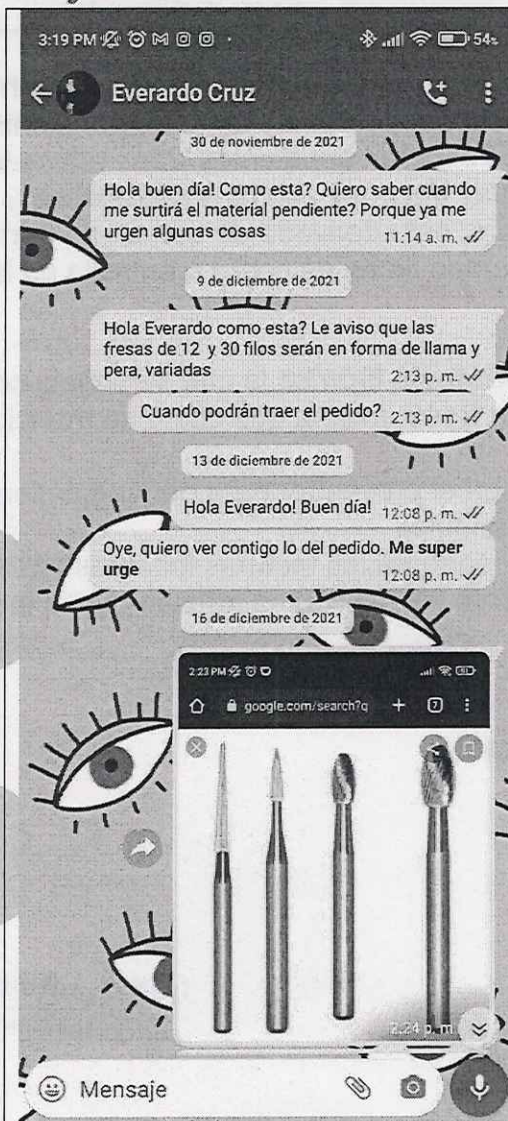 3:19 PM
54%
Everardo Cruz
30 de noviembre de 2021
Hola buen día! Como esta? Quiero saber cuando
me surtirá el material pendiente? Porque ya me
urgen algunas cosas
11:14 a. m.
9 de diciembre de 2021
Hola Everardo como esta? Le aviso que las
fresas de 12 y 30 filos serán en forma de llama y
pera, variadas
2:13 p. m.
Cuando podrán traer el pedido? 2:13 p. m.
13 de diciembre de 2021
Hola Everardo! Buen día! 12:08 p. m.
Oye, quiero ver contigo lo del pedido. Me super
urge
12:08 p. m.
16 de diciembre de 2021
2:23 PM
google.com/search?q
7
2:24 p. m.
Mensaje